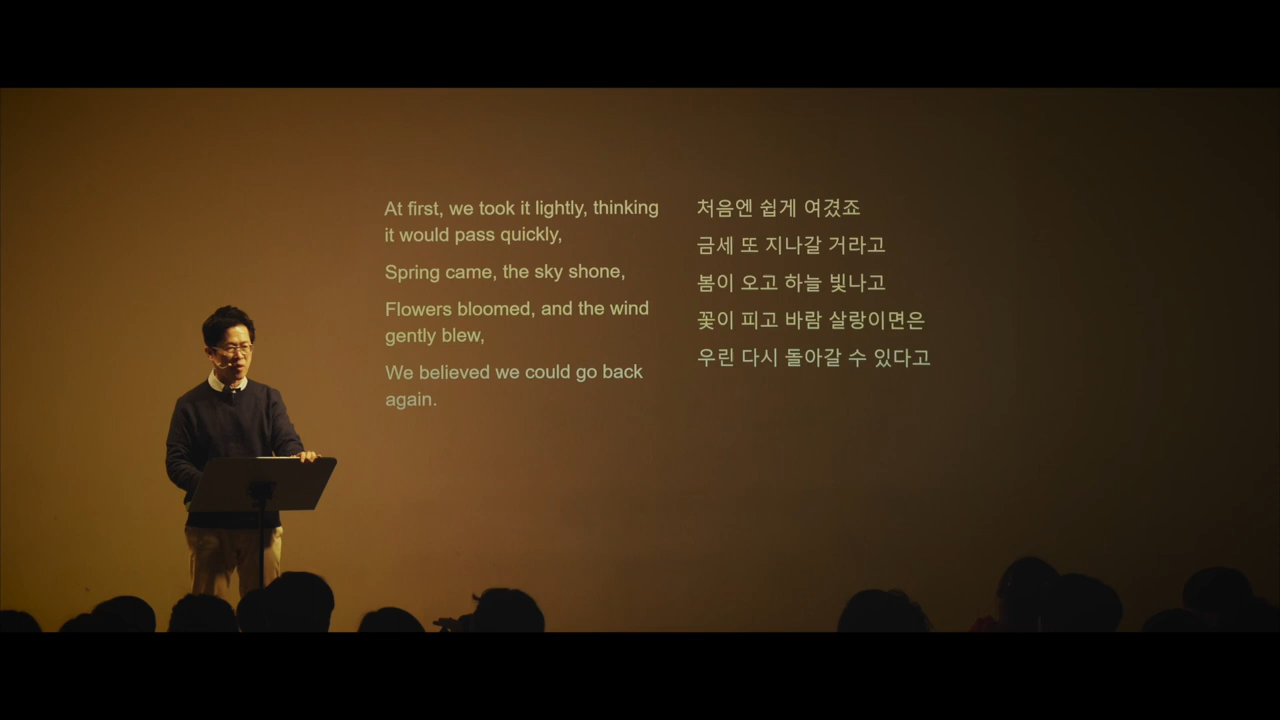 At first, we took it lightly, thinking
it would pass quickly,
Spring came, the sky shone,
Flowers bloomed, and the wind
gently blew,
We believed we could go back
again.
처음엔 쉽게 여겼죠
금세 또 지나갈 거라고
봄이 오고 하늘 빛나고
꽃이 피고 바람 살랑이면은
우린 다시 돌아갈 수 있다고